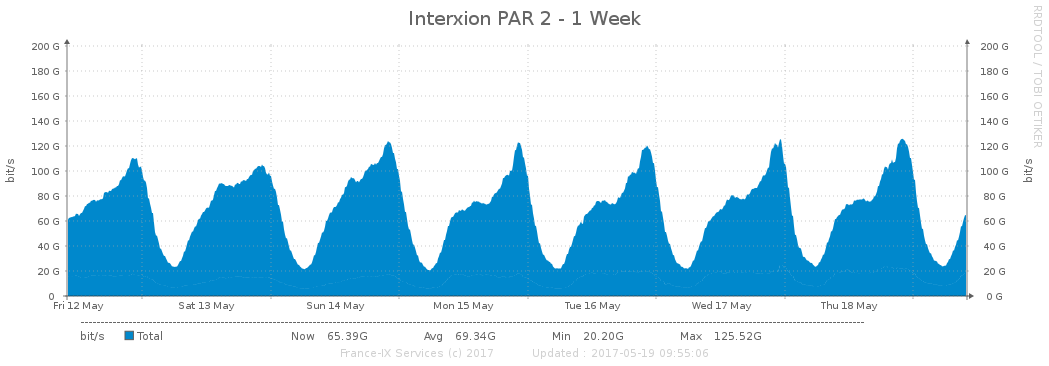 Interxion PAR 2 - 1 Week
RRDTOOL / TOBI OETIKER
bit/s
200 G
180 G
160 G
140 G
120 G
100 G
80 G
60 G
40 G
20 G
0
200 G
180 G
160 G
140 G
120 G
100 G
80 G
60 G
40 G
20 G
0 G
bit/s
Fri 12 May Sat 13 May Sun 14 May Mon 15 May Tue 16 May Wed 17 May Thu 18 May
bit/s Total Now 65.39G Avg 69.34G Min 20.20G Max 125.52G
France-IX Services (c) 2017 Updated : 2017-05-19 09:55:06